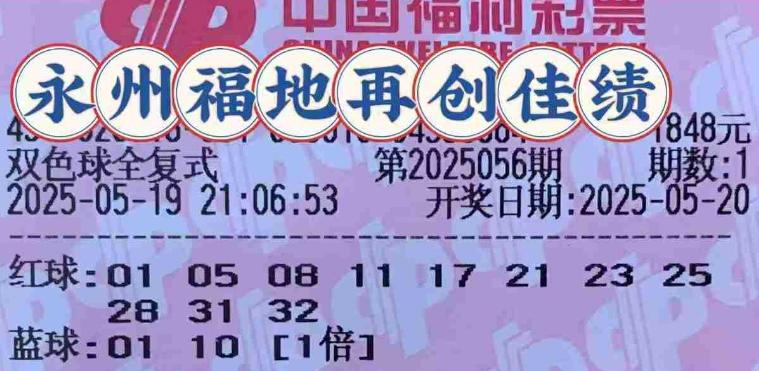 中国福利彩票
CHINA WELFARE LOTTERY
永州福地再创佳绩
1848元
双色球全复式 第2025056期 期数:1
2025-05-19 21:06:53 开奖日期:2025-05-20
红球:01 05 08 11 17 21 23 25
28 31 32
蓝球:01 10 [1倍]